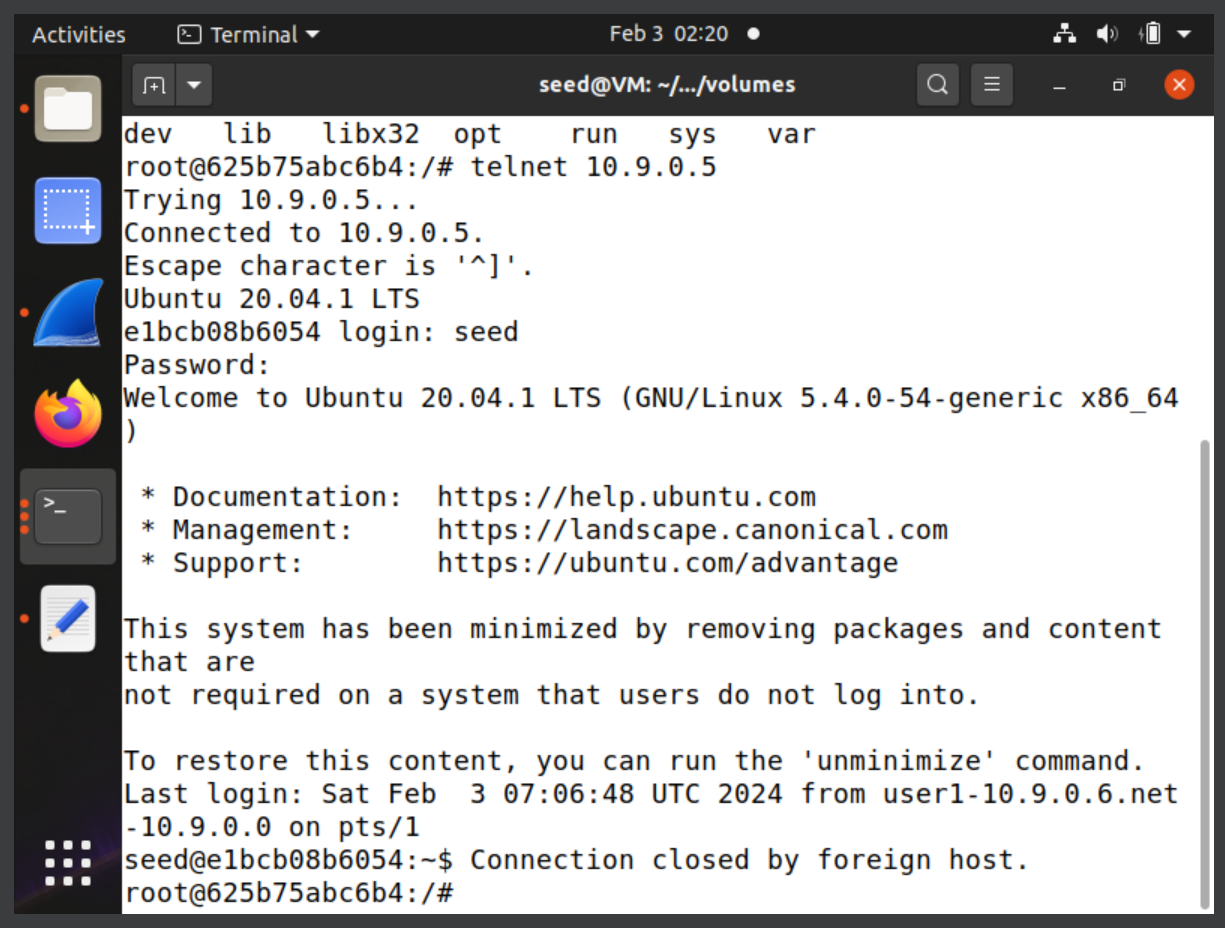 Activities Terminal Feb 3 02:20
seed@VM: ~/.../volumes
dev lib libx32 opt run sys var
root@625b75abc6b4:/# telnet 10.9.0.5
Trying 10.9.0.5...
Connected to 10.9.0.5.
Escape character is '^]'.
Ubuntu 20.04.1 LTS
e1bcb08b6054 login: seed
Password:
Welcome to Ubuntu 20.04.1 LTS (GNU/Linux 5.4.0-54-generic x86_64
)
* Documentation: https://help.ubuntu.com
* Management: https://landscape.canonical.com
* Support: https://ubuntu.com/advantage
This system has been minimized by removing packages and content
that are
not required on a system that users do not log into.
To restore this content, you can run the 'unminimize' command.
Last login: Sat Feb 3 07:06:48 UTC 2024 from user1-10.9.0.6.net
-10.9.0.0 on pts/1
seed@e1bcb08b6054:~$ Connection closed by foreign host.
root@625b75abc6b4:/#